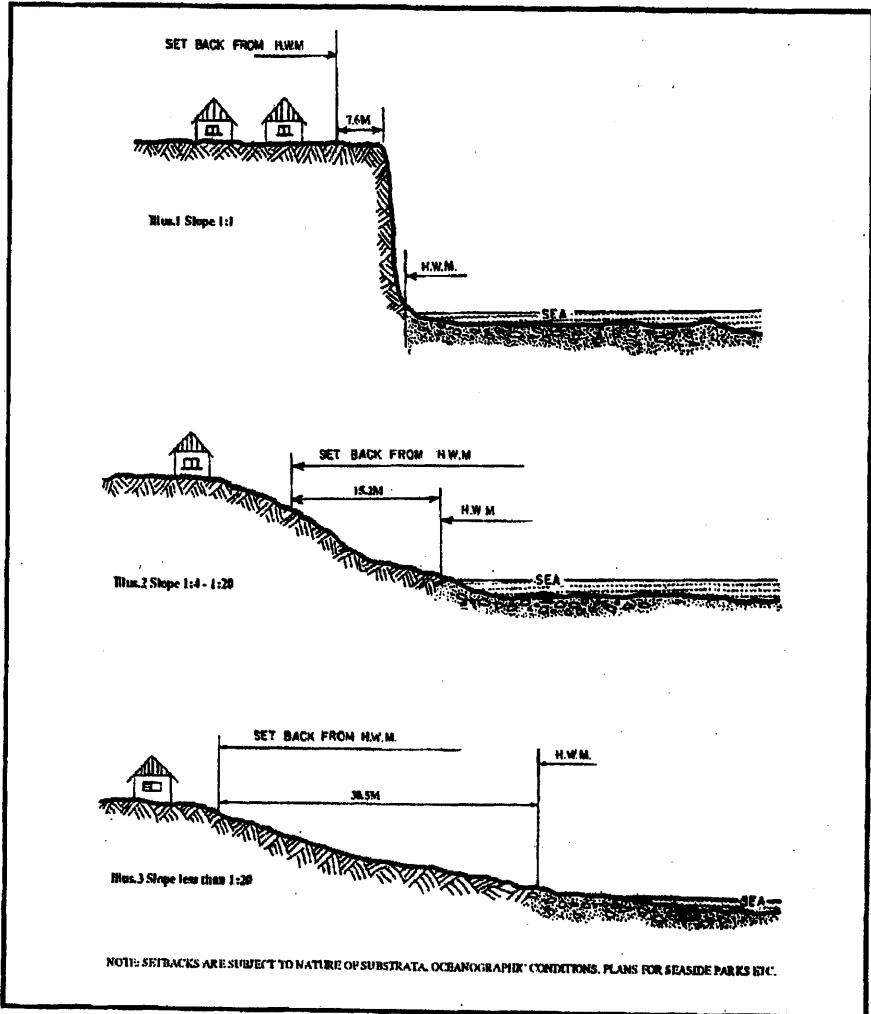 SET BACK FROM H.W.M
7.6M
Illus.1 Slope 1:1
H.W.M.
SEA
SET BACK FROM H.W.M
15.2M
H.W.M
Illus.2 Slope 1:4 - 1:20
SEA
SET BACK FROM H.W.M.
H.W.M.
30.5M
Illus.3 Slope less than 1:20
SEA
NOTE: SETBACKS ARE SUBJECT TO NATURE OF SUBSTRATA. OCEANOGRAPHIC CONDITIONS. PLANS FOR SEASIDE PARKS ETC.